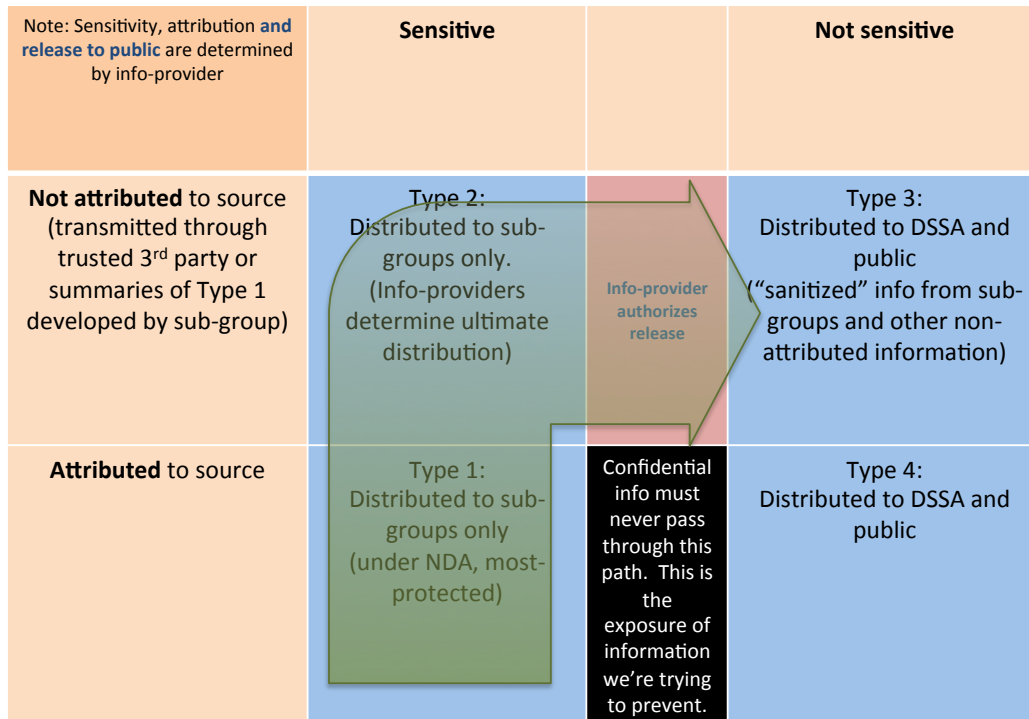 Note: Sensitivity, attribution and
release to public are determined
by info-provider
Sensitive
Not sensitive
Not attributed to source
(transmitted through
trusted 3rd party or
summaries of Type 1
developed by sub-group)
Type 2:
Distributed to sub-
groups only.
(Info-providers
determine ultimate
distribution)
Info-provider
authorizes
release
Type 3:
Distributed to DSSA and
public
(“sanitized” info from sub-
groups and other non-
attributed information)
Attributed to source
Type 1:
Distributed to sub-
groups only
(under NDA, most-
protected)
Confidential
info must
never pass
through this
path. This is
the
exposure of
information
we’re trying
to prevent.
Type 4:
Distributed to DSSA and
public